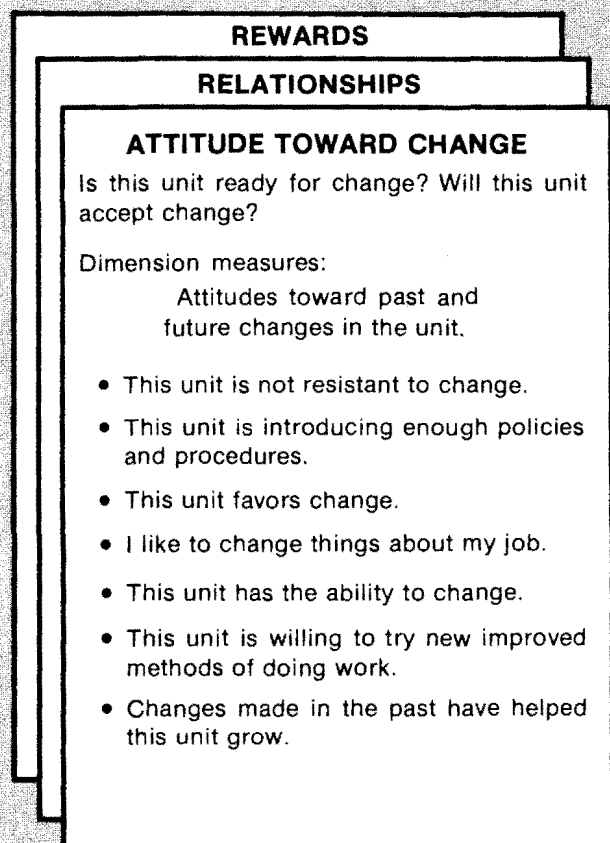 REWARDS
RELATIONSHIPS
ATTITUDE TOWARD CHANGE
Is this unit ready for change? Will this unit
accept change?
Dimension measures:
Attitudes toward past and
future changes in the unit.
• This unit is not resistant to change.
• This unit is introducing enough policies
and procedures.
• This unit favors change.
• I like to change things about my job.
• This unit has the ability to change.
• This unit is willing to try new improved
methods of doing work.
• Changes made in the past have helped
this unit grow.